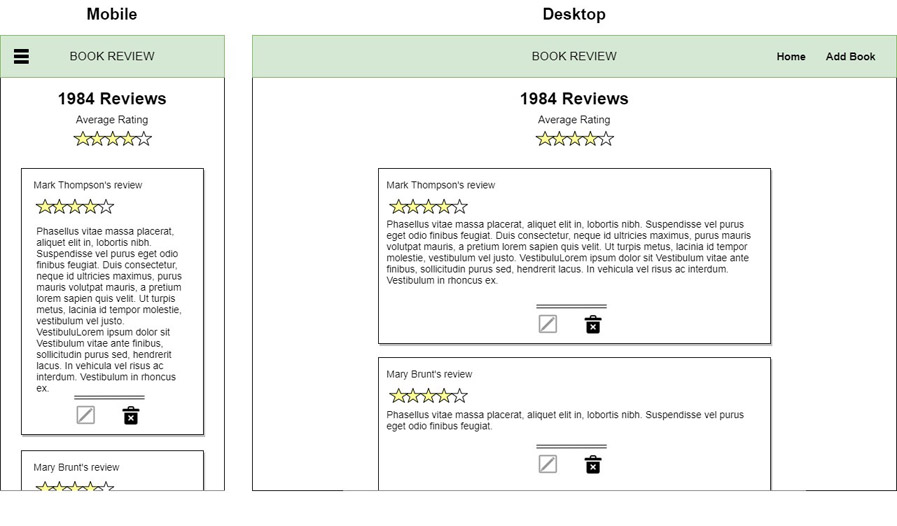 Mobile
BOOK REVIEW
1984 Reviews
Average Rating
Mark Thompson's review
Phasellus vitae massa placerat,
aliquet elit in, lobortis nibh.
Suspendisse vel purus eget odio
finibus feugiat. Duis consectetur,
neque id ultricies maximus, purus
mauris volutpat mauris, a pretium
lorem sapien quis velit. Ut turpis
metus, lacinia id tempor molestie,
vestibulum vel justo.
VestibuluLorem ipsum dolor sit
Vestibulum vitae ante finibus,
sollicitudin purus sed, hendrerit
lacus. In vehicula vel risus ac
interdum. Vestibulum in rhoncus
ex.
Mary Brunt's review
Desktop
BOOK REVIEW
Home Add Book
1984 Reviews
Average Rating
Mark Thompson's review
Phasellus vitae massa placerat, aliquet elit in, lobortis nibh. Suspendisse vel purus
eget odio finibus feugiat. Duis consectetur, neque id ultricies maximus, purus mauris
volutpat mauris, a pretium lorem sapien quis velit. Ut turpis metus, lacinia id tempor
molestie, vestibulum vel justo. VestibuluLorem ipsum dolor sit Vestibulum vitae ante
finibus, sollicitudin purus sed, hendrerit lacus. In vehicula vel risus ac interdum.
Vestibulum in rhoncus ex.
Mary Brunt's review
Phasellus vitae massa placerat, aliquet elit in, lobortis nibh. Suspendisse vel purus
eget odio finibus feugiat.